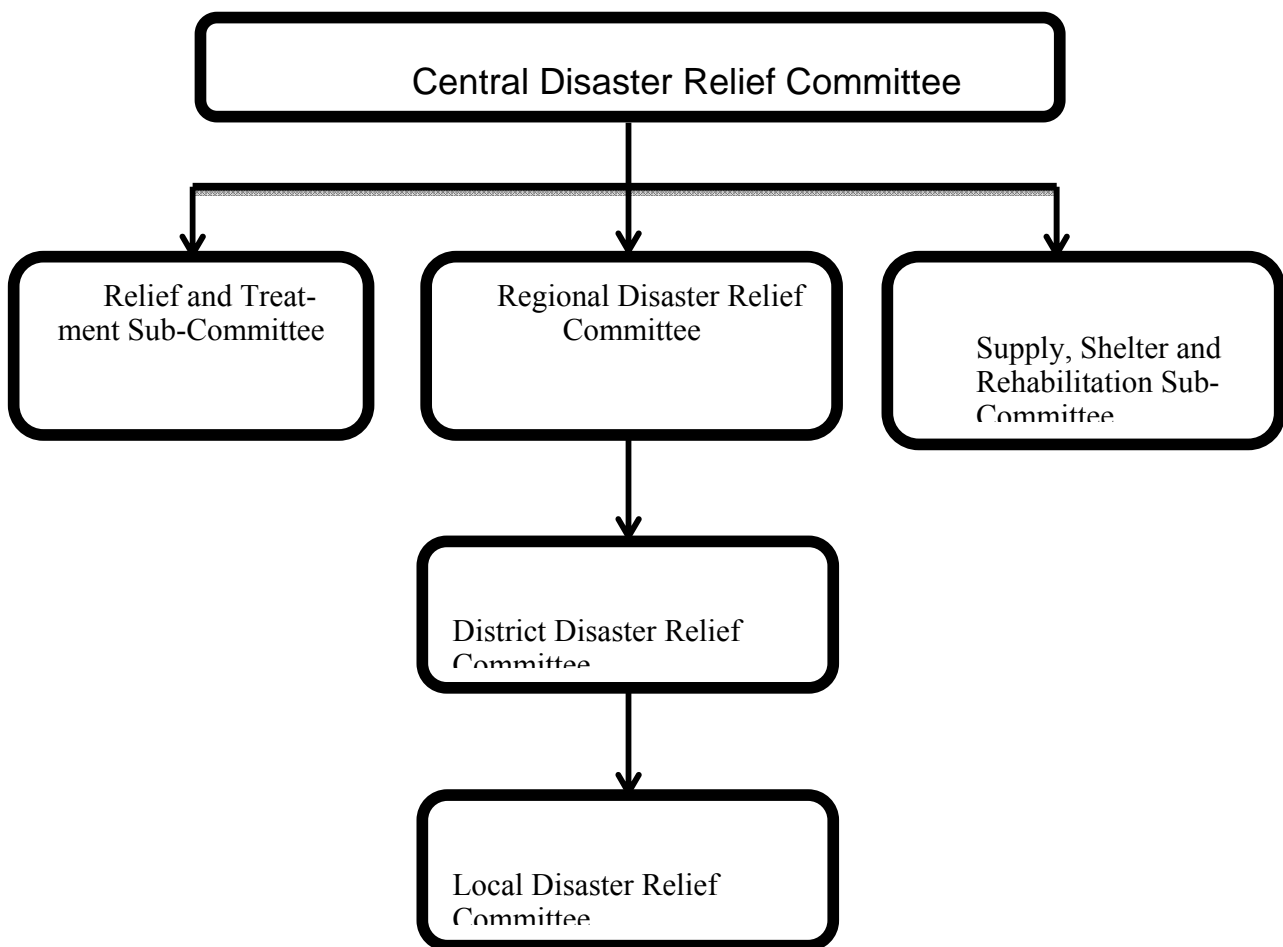 Central Disaster Relief Committee
Relief and Treat-
ment Sub-Committee
Regional Disaster Relief
Committee
Supply, Shelter and
Rehabilitation Sub-
Committee
District Disaster Relief
Committee
Local Disaster Relief
Committee